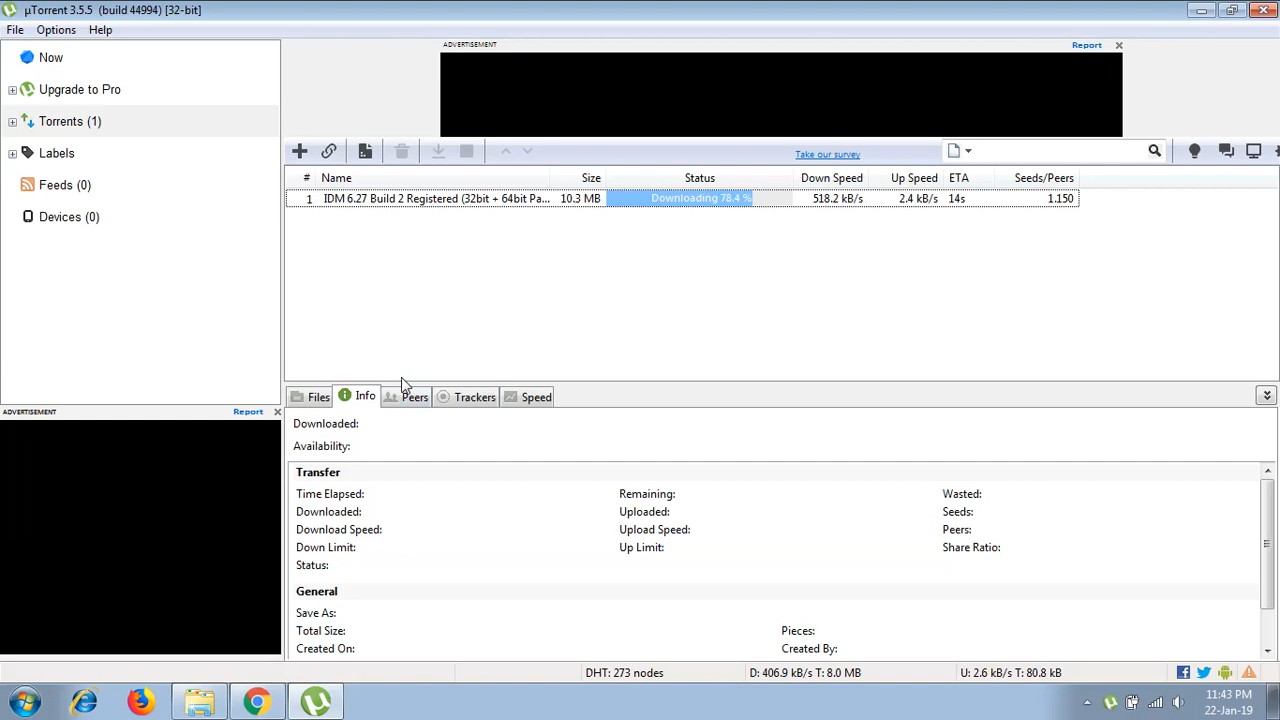 µTorrent 3.5.5 (build 44994) [32-bit]
File Options Help
ADVERTISEMENT Report
Now
Upgrade to Pro
Torrents (1)
Labels
Feeds (0)
Devices (0)
Take our survey
# Name Size Status Down Speed Up Speed ETA Seeds/Peers
1 IDM 6.27 Build 2 Registered (32bit + 64bit Pa... 10.3 MB Downloading 78.4 % 518.2 kB/s 2.4 kB/s 14s 1.150
Files Info Peers Trackers Speed
ADVERTISEMENT Report
Downloaded:
Availability:
Transfer
Time Elapsed: Remaining: Wasted:
Downloaded: Uploaded: Seeds:
Download Speed: Upload Speed: Peers:
Down Limit: Up Limit: Share Ratio:
Status:
General
Save As:
Total Size: Pieces:
Created On: Created By:
DHT: 273 nodes D: 406.9 kB/s T: 8.0 MB U: 2.6 kB/s T: 80.8 kB
11:43 PM
22-Jan-19